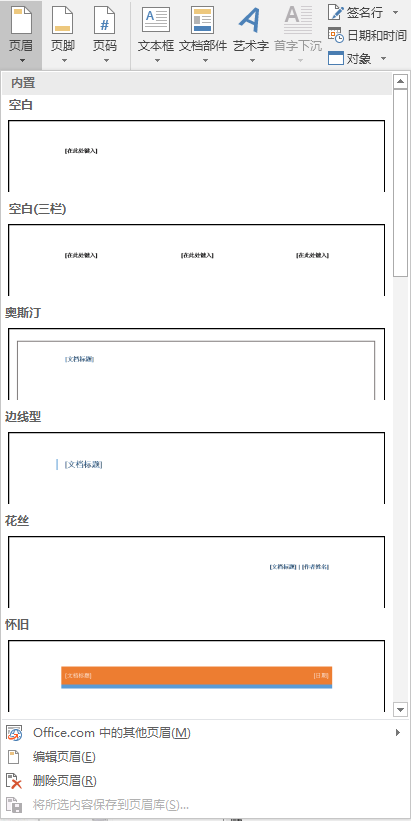 页眉 页脚 页码 文本框 文档部件 艺术字 首字下沉 签名行
日期和时间
对象
内置
空白
[在此处键入]
空白(三栏)
[在此处键入] [在此处键入] [在此处键入]
奥斯汀
[文档标题]
边线型
[文档标题]
花丝
[文档标题] | [作者姓名]
怀旧
[文档标题] [日期]
Office.com 中的其他页眉(M)
编辑页眉(E)
删除页眉(R)
将所选内容保存到页眉库(S)...